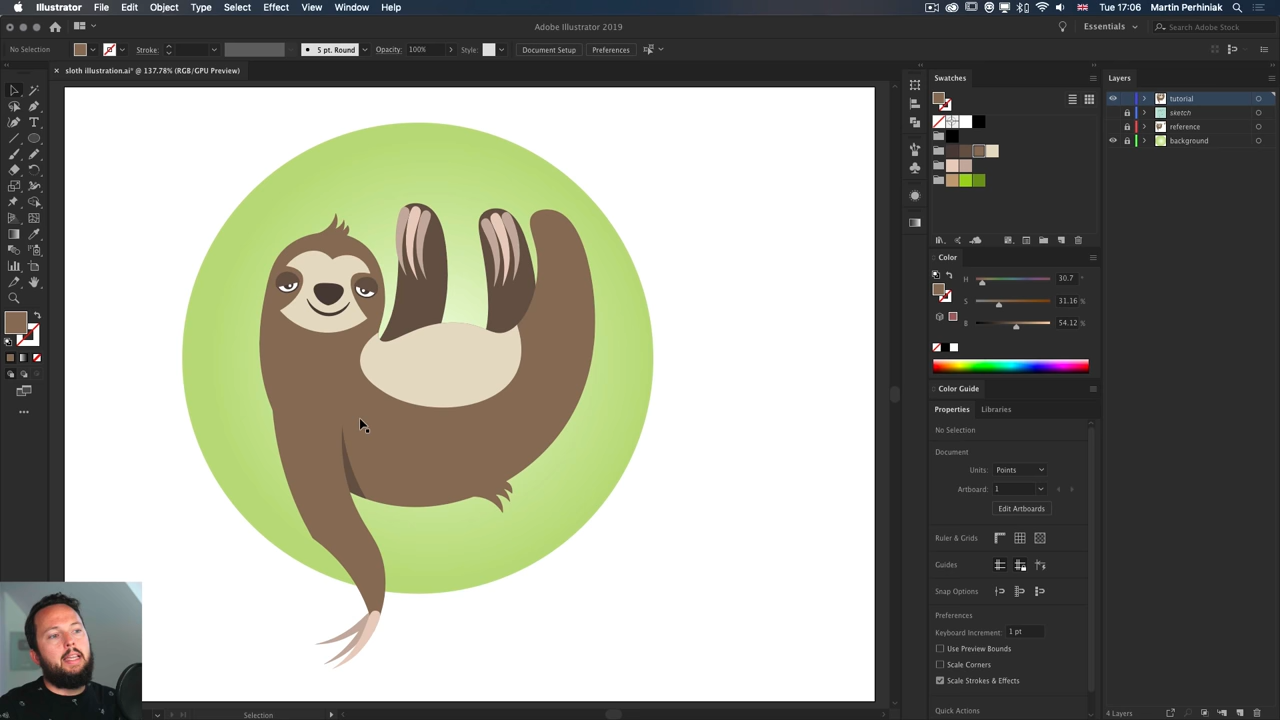 Illustrator File Edit Object Type Select Effect View Window Help Tue 17:06 Martin Perhiniak
Adobe Illustrator 2019 Essentials Search Adobe Stock
No Selection Stroke: 5 pt. Round Opacity: 100% Style: Document Setup Preferences
× sloth illustration.ai* @ 137.78% (RGB/GPU Preview)
Swatches
Layers
tutorial
sketch
reference
background
Color
H 30.7 °
S 31.16 %
B 54.12 %
Color Guide
Properties Libraries
No Selection
Document
Units: Points
Artboard: 1
Edit Artboards
Ruler & Grids
Guides
Snap Options
Preferences
Keyboard Increment: 1 pt
Use Preview Bounds
Scale Corners
Scale Strokes & Effects
Quick Actions
Selection
4 Layers